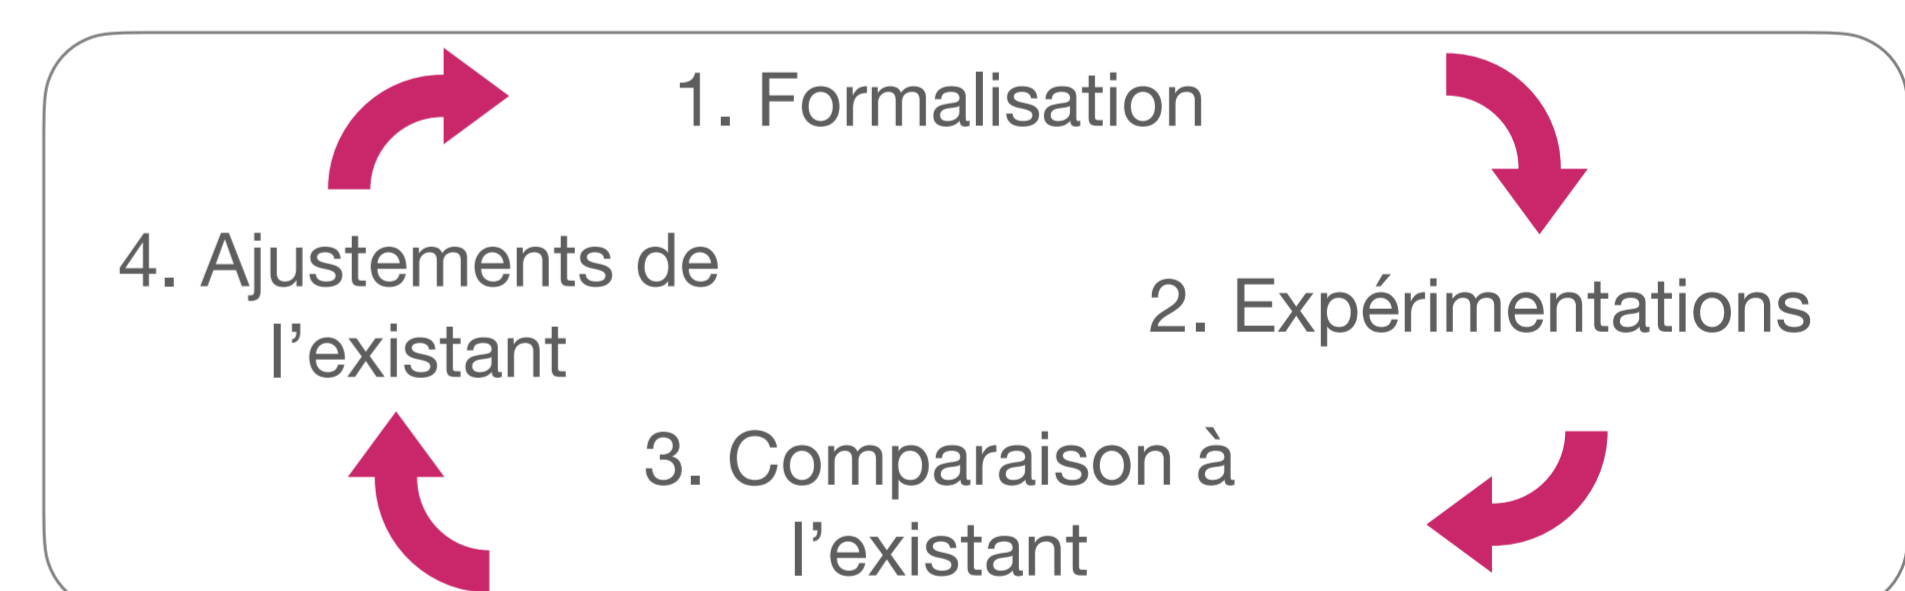 1. Formalisation
2. Expérimentations
3. Comparaison à
l’existant
4. Ajustements de
l’existant